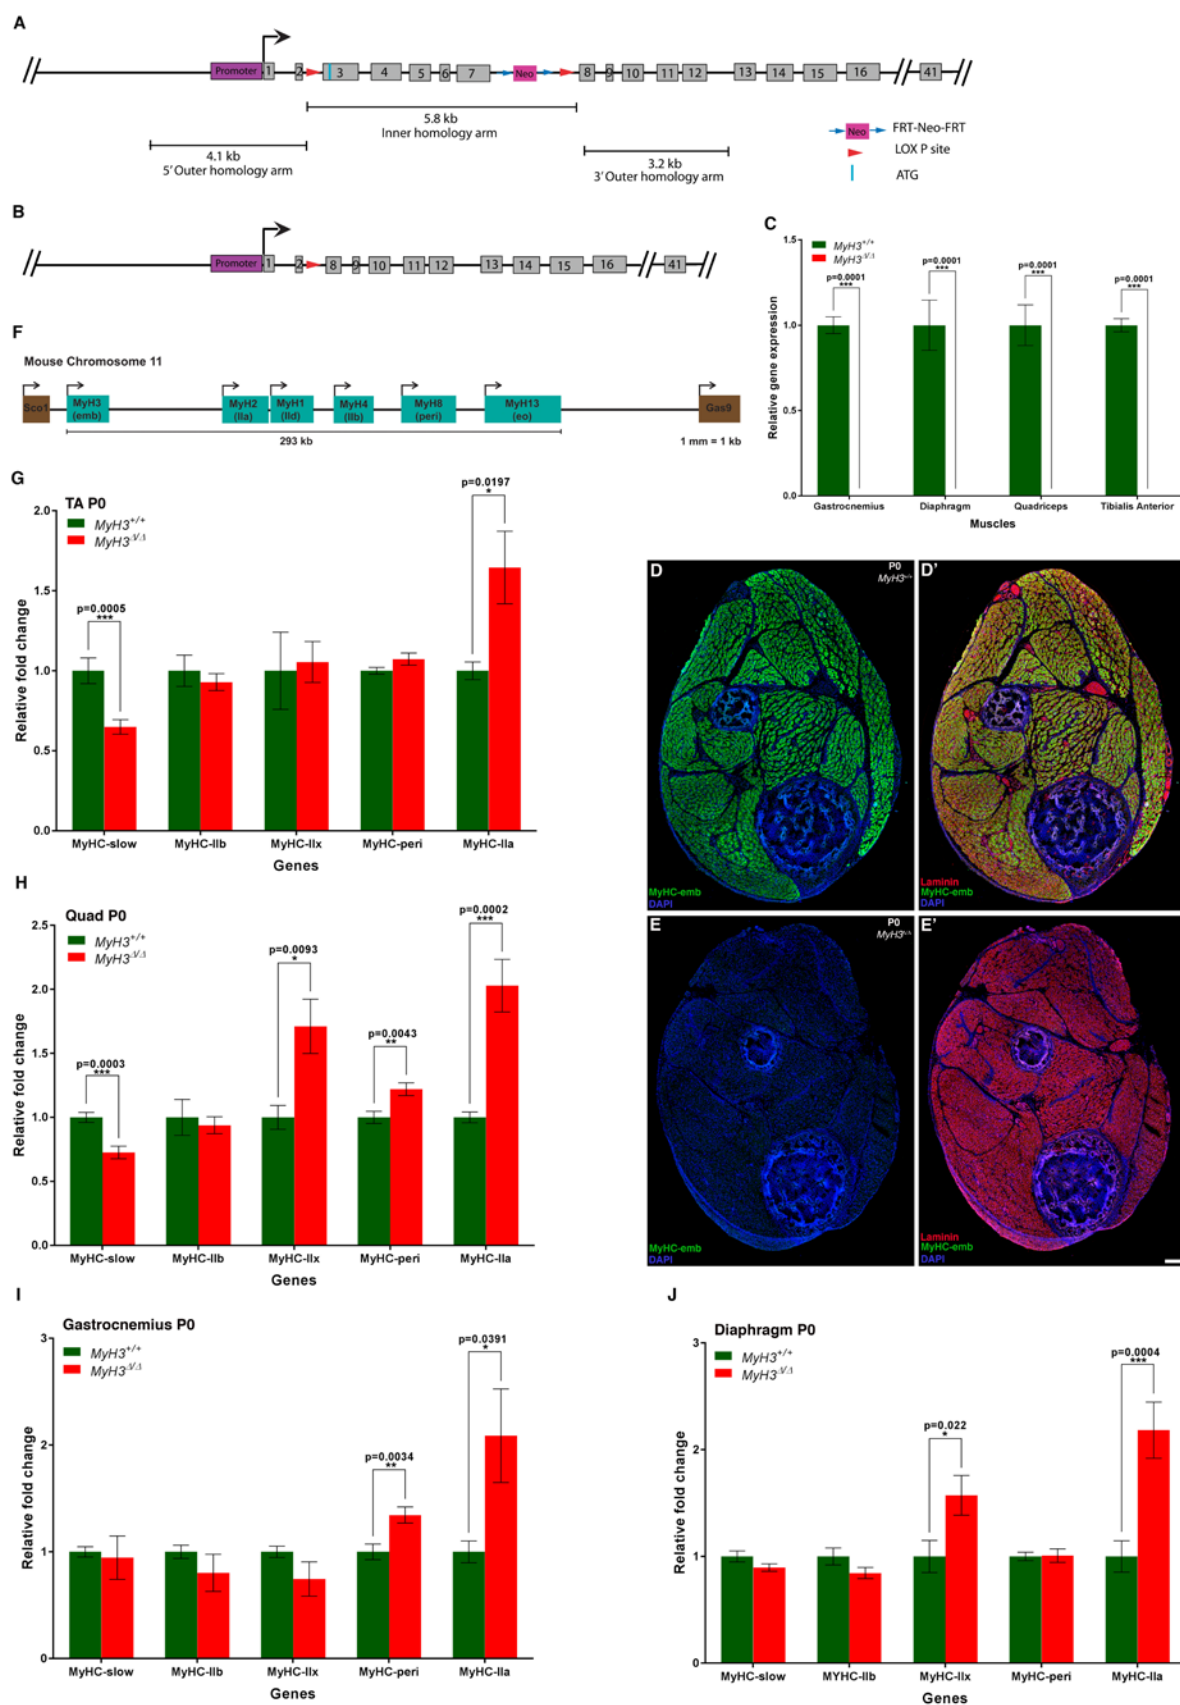 A
Promoter 1 2 3 4 5 6 7 Neo 8 9 10 11 12 13 14 15 16 41
5.8 kb
Inner homology arm
4.1 kb
5' Outer homology arm
3.2 kb
3' Outer homology arm
Neo FRT-Neo-FRT
LOX P site
ATG
B
Promoter 1 2 8 9 10 11 12 13 14 15 16 41
C
MyH3+/+
MyH3Δ/Δ
p=0.0001
***
p=0.0001
***
p=0.0001
***
p=0.0001
***
1.5
1.0
0.5
0.0
Relative gene expression
Gastrocnemius Diaphragm Quadriceps Tibialis Anterior
Muscles
F
Mouse Chromosome 11
Sco1
MyH3
(emb)
MyH2
(IIa)
MyH1
(IId)
MyH4
(IIb)
MyH8
(peri)
MyH13
(eo)
Gas9
293 kb
1 mm = 1 kb
G
TA P0
MyH3+/+
MyH3Δ/Δ
p=0.0005
***
p=0.0197
*
2.0
1.5
1.0
0.5
0.0
Relative fold change
MyHC-slow MyHC-IIb MyHC-IIx MyHC-peri MyHC-IIa
Genes
D
P0
MyH3+/+
MyHC-emb
DAPI
D'
Laminin
MyHC-emb
DAPI
E
P0
MyH3Δ/Δ
MyHC-emb
DAPI
E'
Laminin
MyHC-emb
DAPI
H
Quad P0
MyH3+/+
MyH3Δ/Δ
p=0.0003
***
p=0.0093
*
p=0.0043
**
p=0.0002
***
2.5
2.0
1.5
1.0
0.5
0.0
Relative fold change
MyHC-slow MyHC-IIb MyHC-IIx MyHC-peri MyHC-IIa
Genes
I
Gastrocnemius P0
MyH3+/+
MyH3Δ/Δ
p=0.0034
**
p=0.0391
*
3
2
1
0
Relative fold change
MyHC-slow MyHC-IIb MyHC-IIx MyHC-peri MyHC-IIa
Genes
J
Diaphragm P0
MyH3+/+
MyH3Δ/Δ
p=0.022
*
p=0.0004
***
3
2
1
0
Relative fold change
MyHC-slow MYHC-IIb MyHC-IIx MyHC-peri MyHC-IIa
Genes